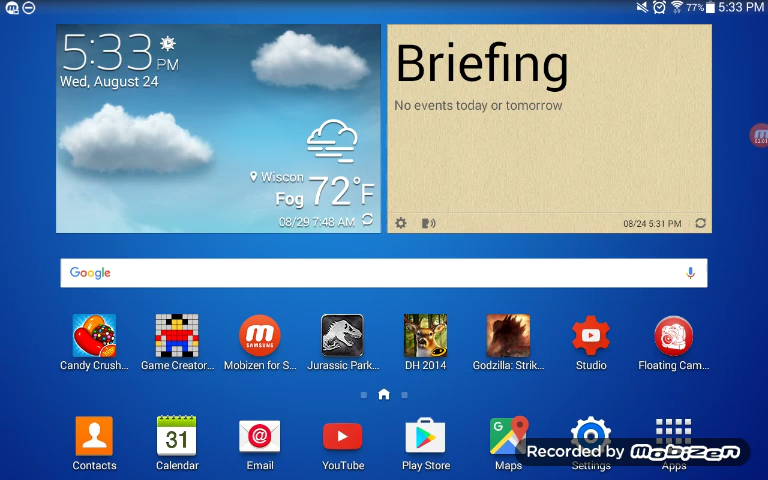 77% 5:33 PM
5:33 PM
Wed, August 24
Wiscon
Fog 72°F
08/29 7:48 AM
Briefing
No events today or tomorrow
08/24 5:31 PM
Google
SAMSUNG
Candy Crush... Game Creator... Mobizen for S... Jurassic Park... DH 2014 Godzilla: Strik... Studio Floating Cam...
31
Contacts Calendar Email YouTube Play Store Maps Settings Apps
Recorded by mobizen